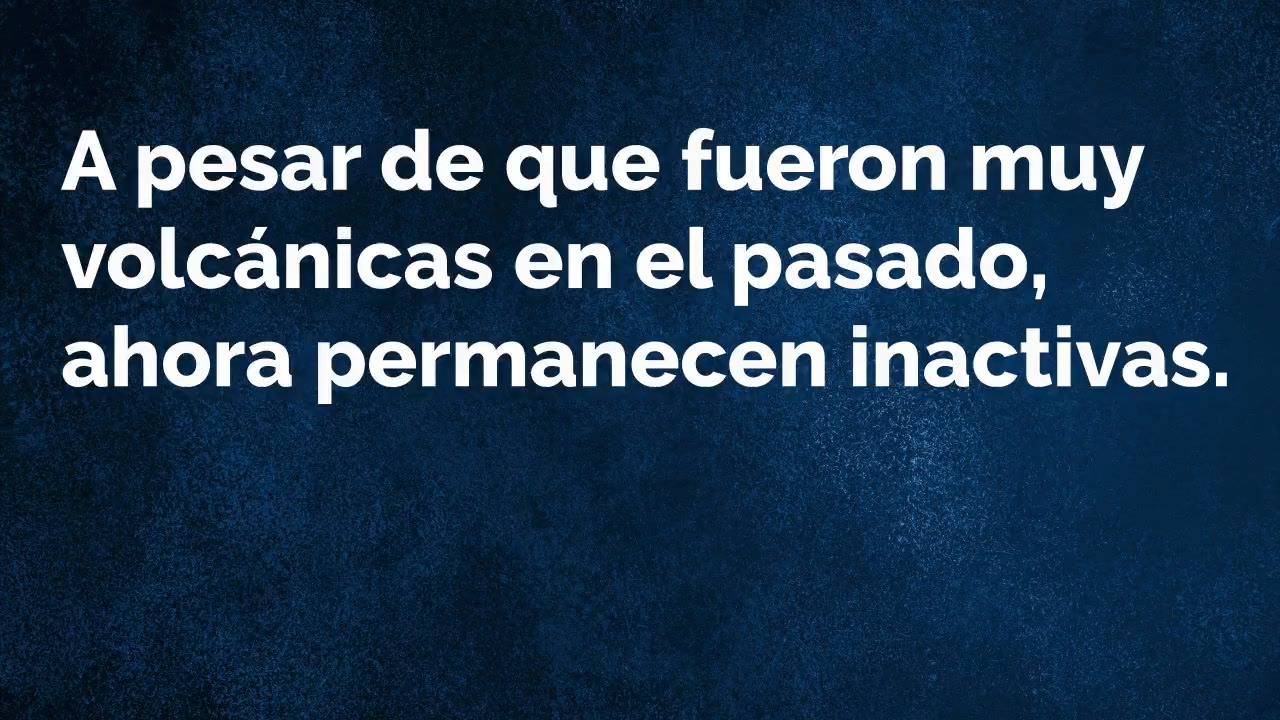 A pesar de que fueron muy
volcánicas en el pasado,
ahora permanecen inactivas.